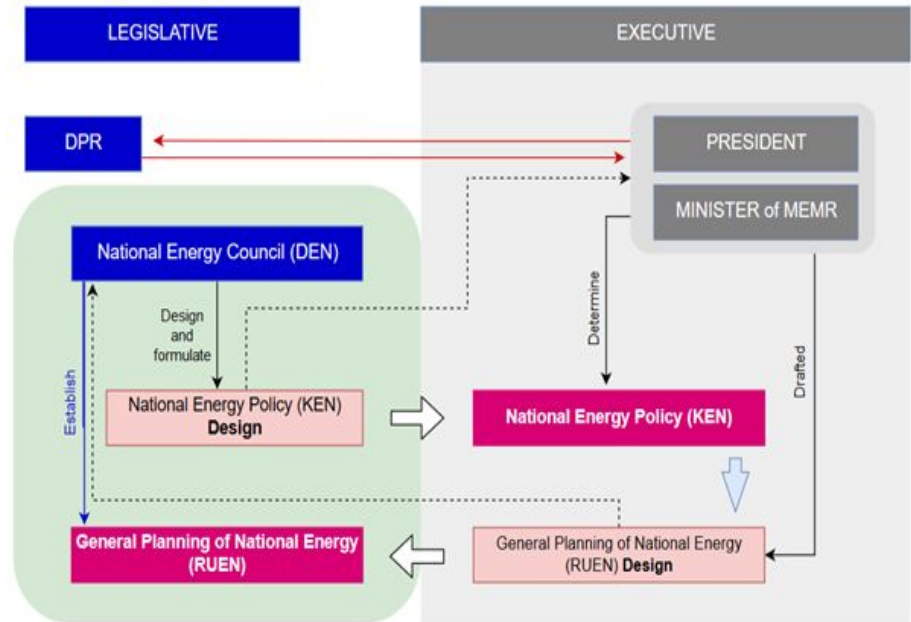 LEGISLATIVE
EXECUTIVE
DPR
PRESIDENT
MINISTER of MEMR
National Energy Council (DEN)
Design
and
formulate
Determine
Drafted
Establish
National Energy Policy (KEN)
Design
National Energy Policy (KEN)
General Planning of National Energy
(RUEN)
General Planning of National Energy
(RUEN) Design